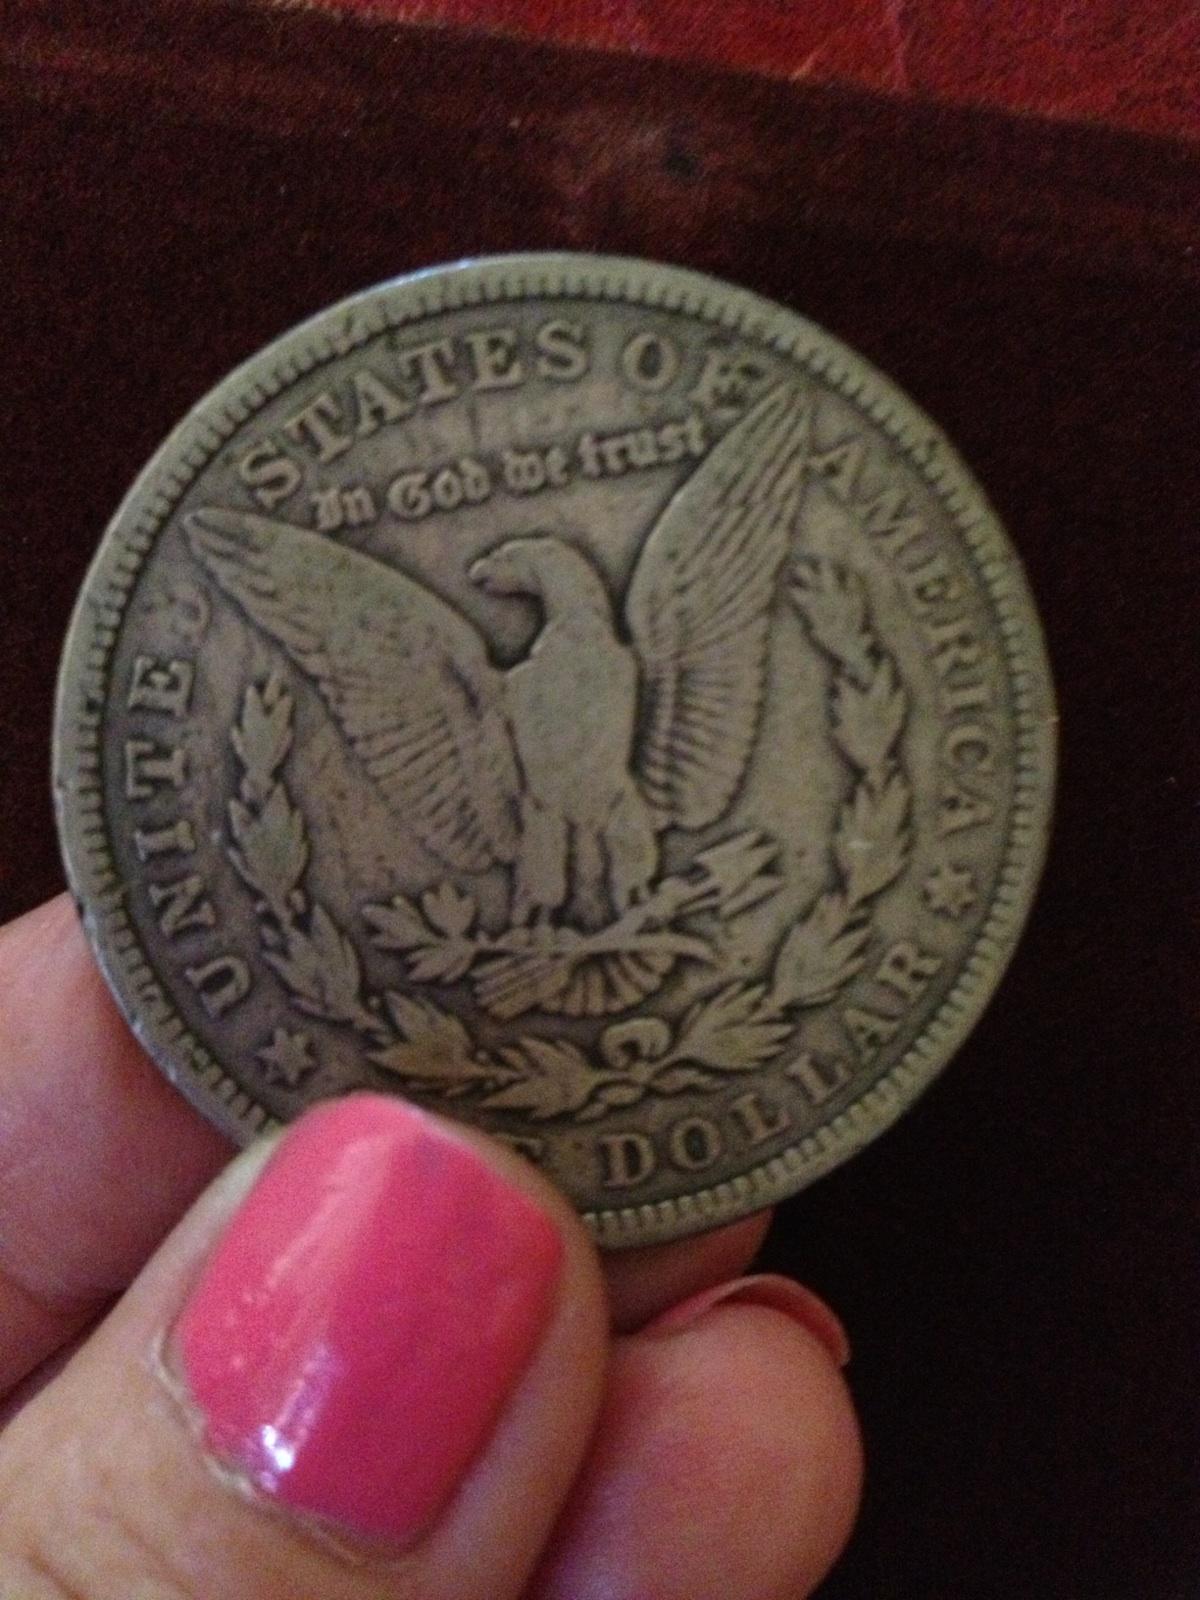 UNITED STATES OF AMERICA
In God we trust
DOLLAR